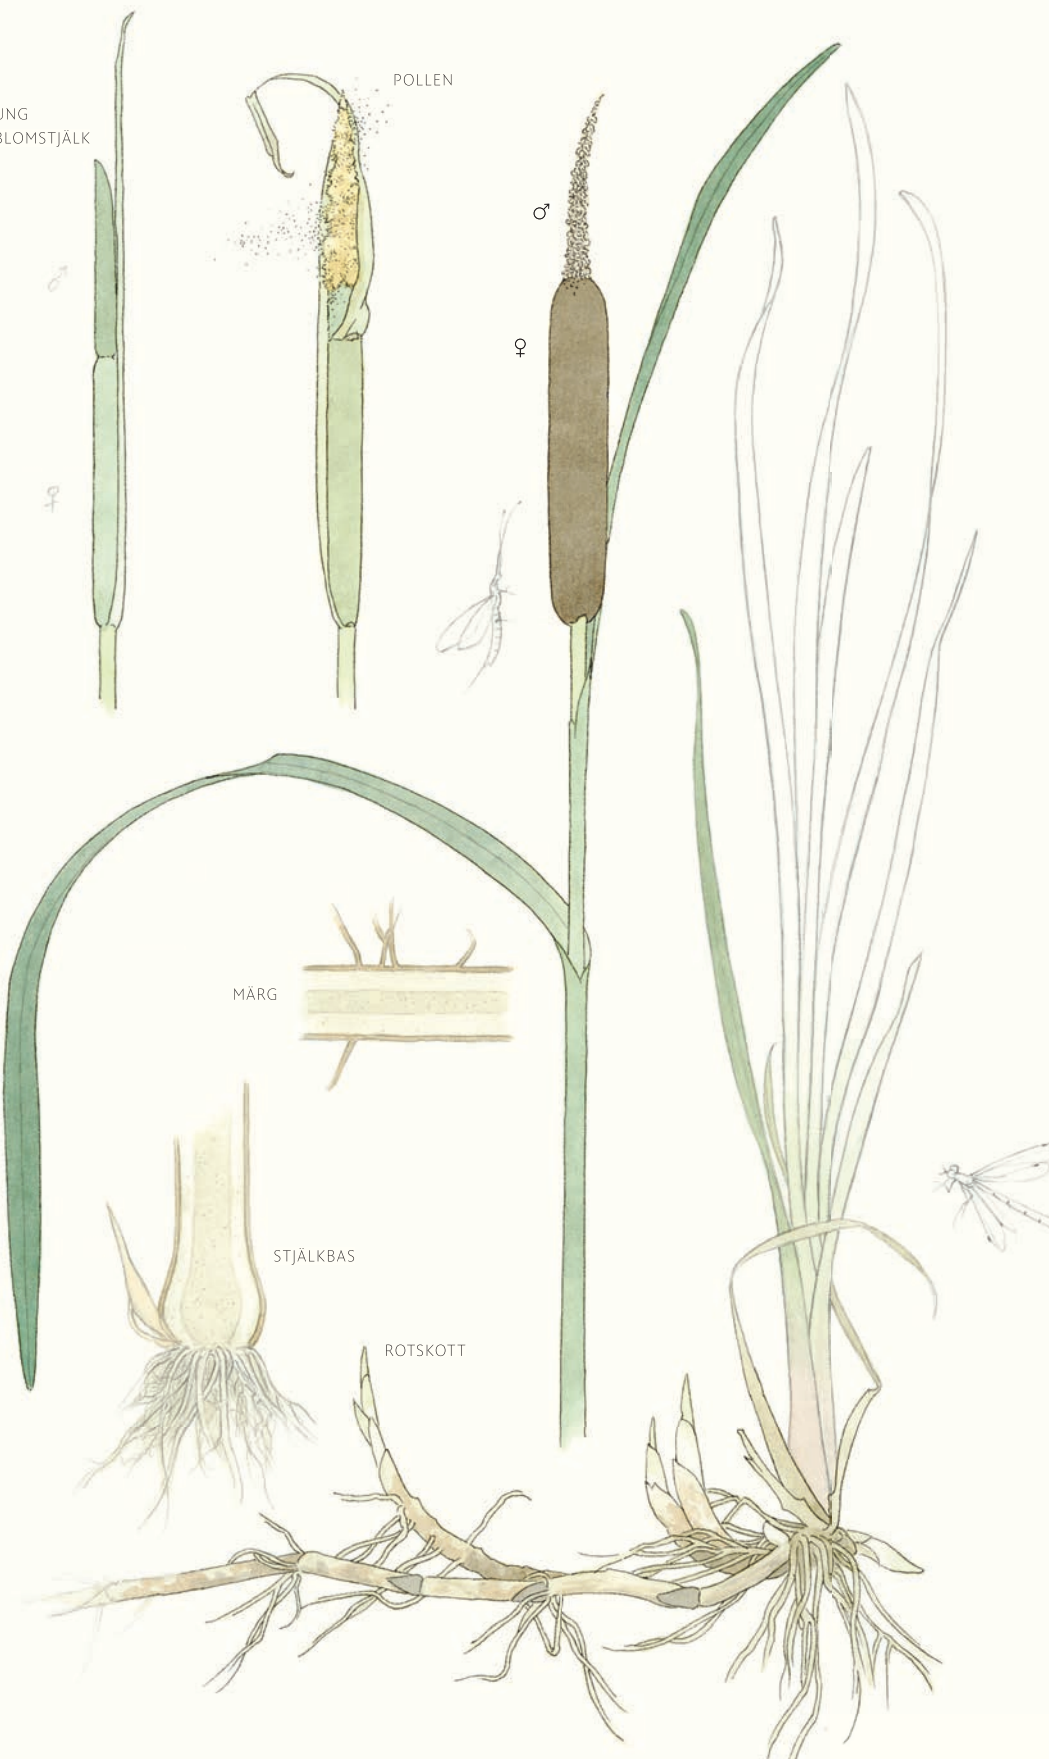 POLLEN
UNG
BLOMSTJÄLK
♂
♂
♀
♀
MÄRG
STJÄLKBAS
ROTSKOTT